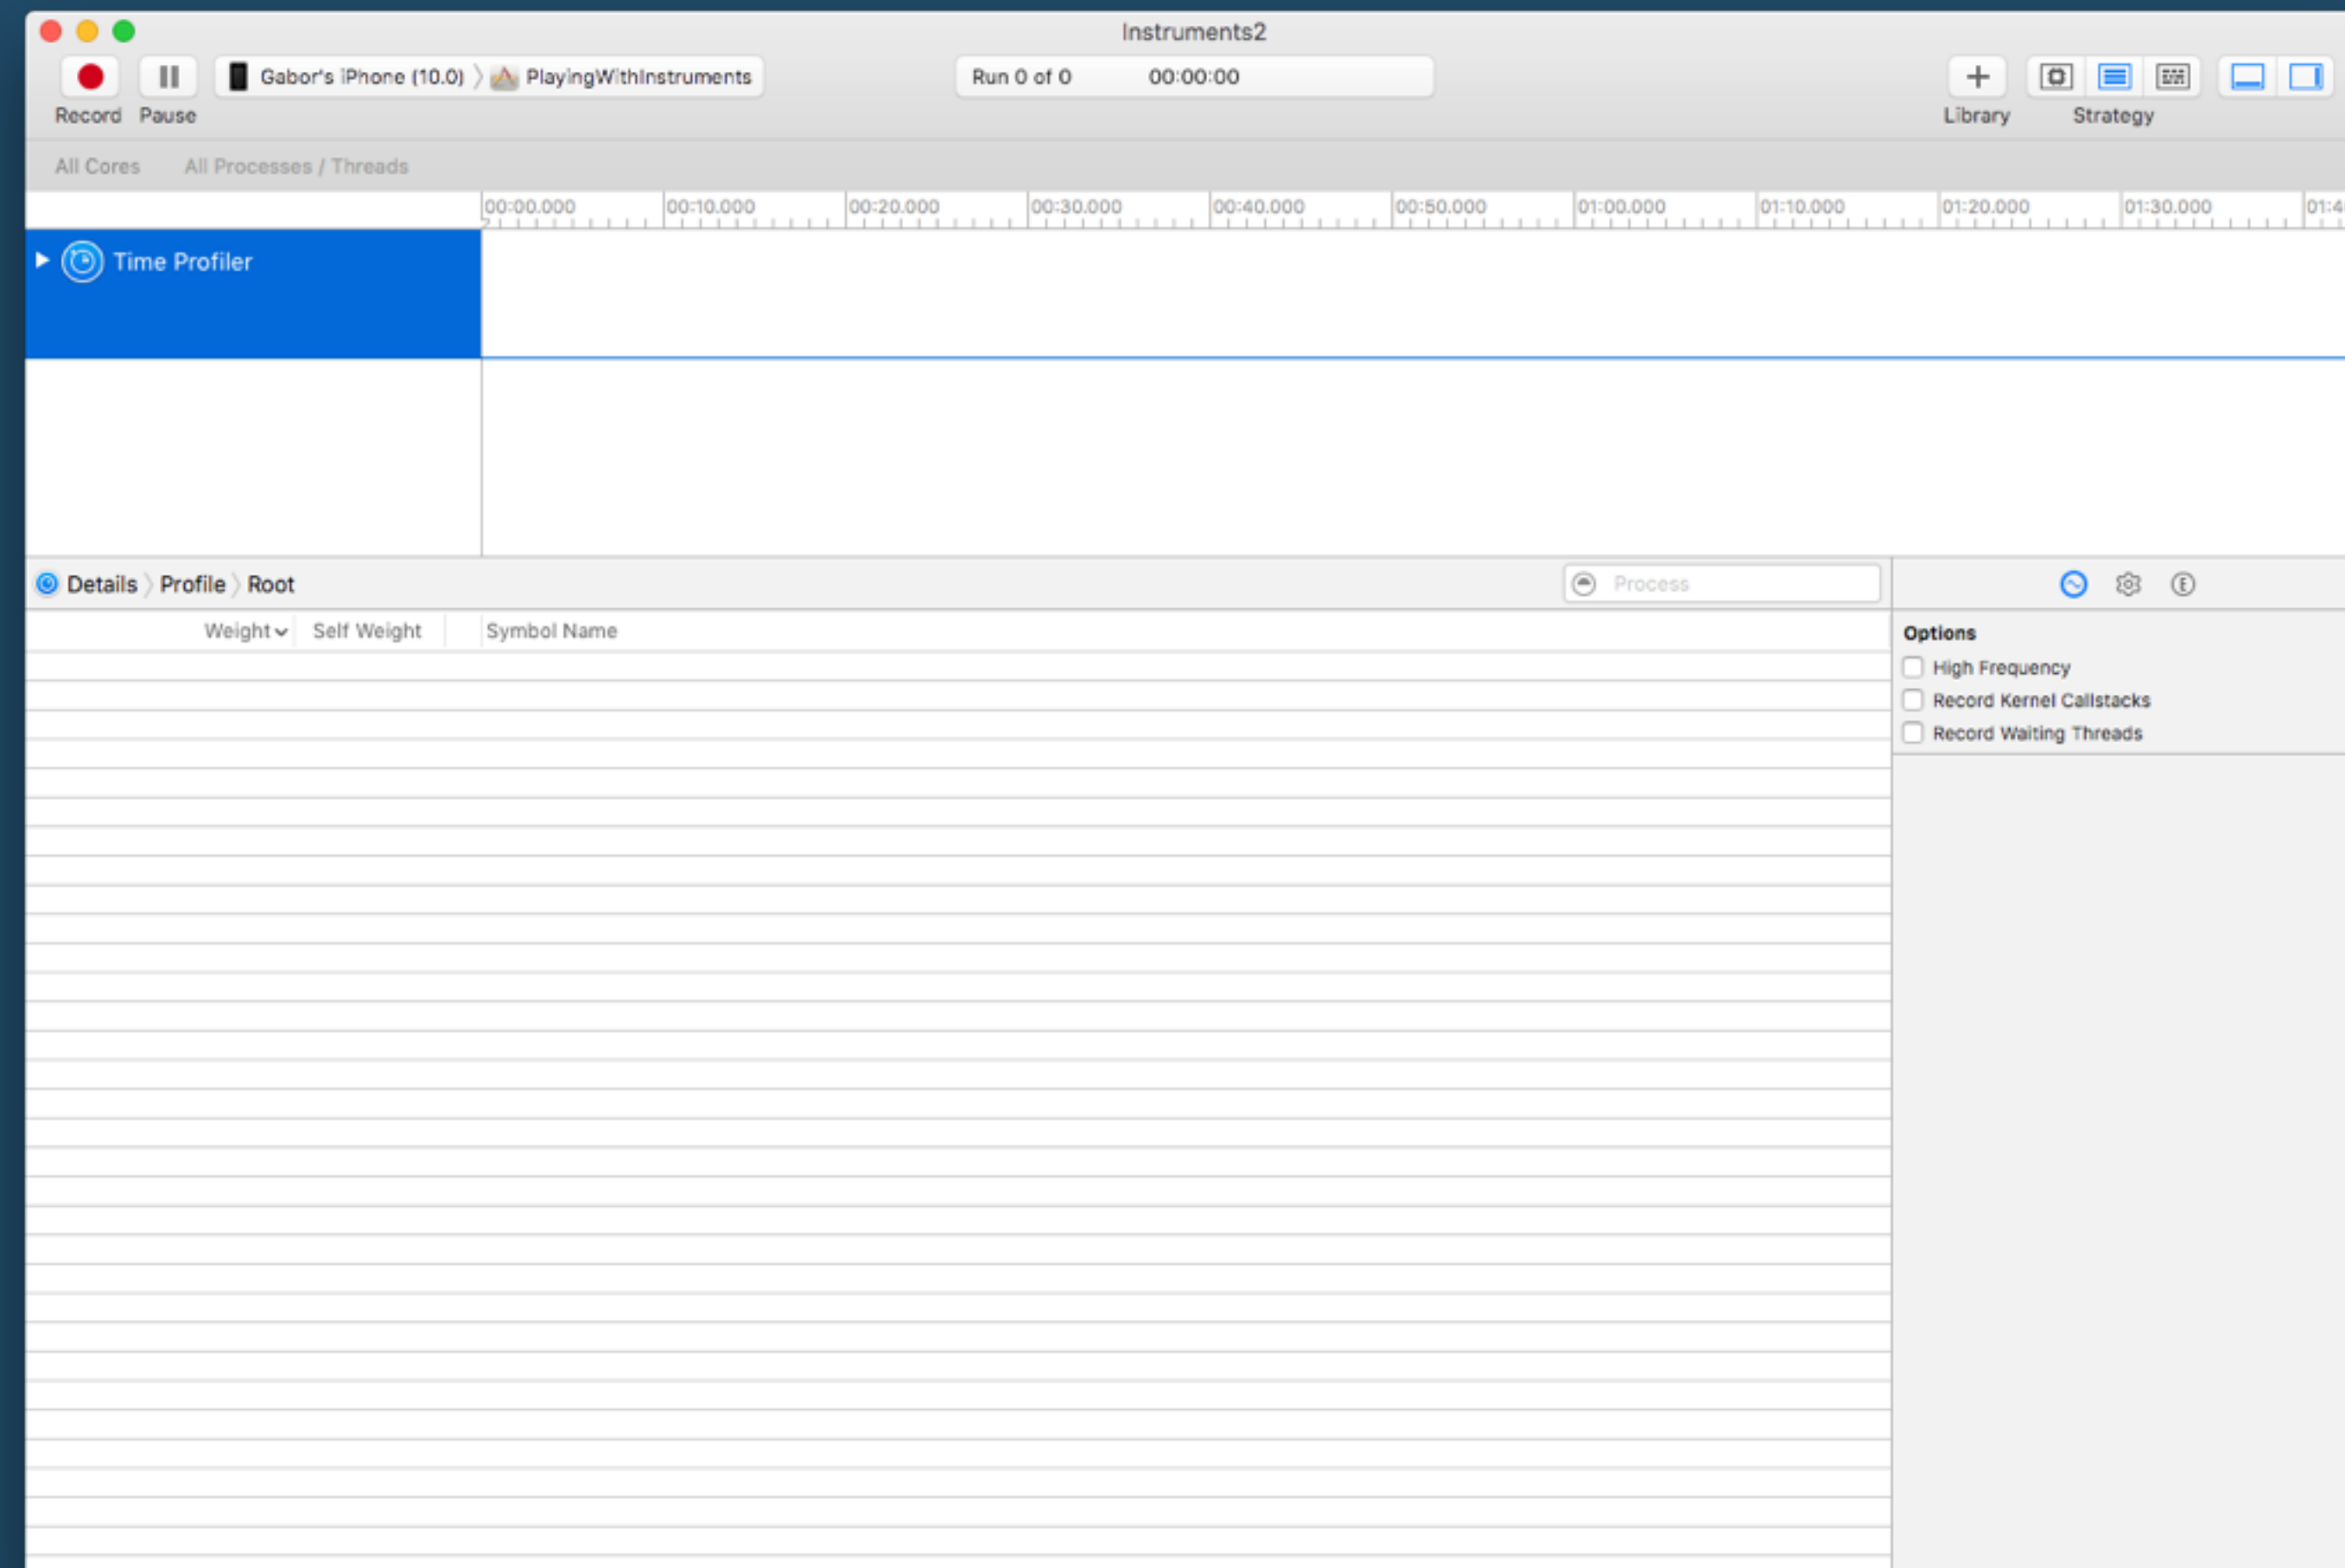 Instruments2
Gabor's iPhone (10.0) PlayingWithInstruments
Run 0 of 0 00:00:00
Record Pause
Library Strategy
All Cores All Processes / Threads
00:00.000 00:10.000 00:20.000 00:30.000 00:40.000 00:50.000 01:00.000 01:10.000 01:20.000 01:30.000 01:4
Time Profiler
Details Profile Root
Process
E
Weight Self Weight Symbol Name
Options
High Frequency
Record Kernel Callstacks
Record Waiting Threads